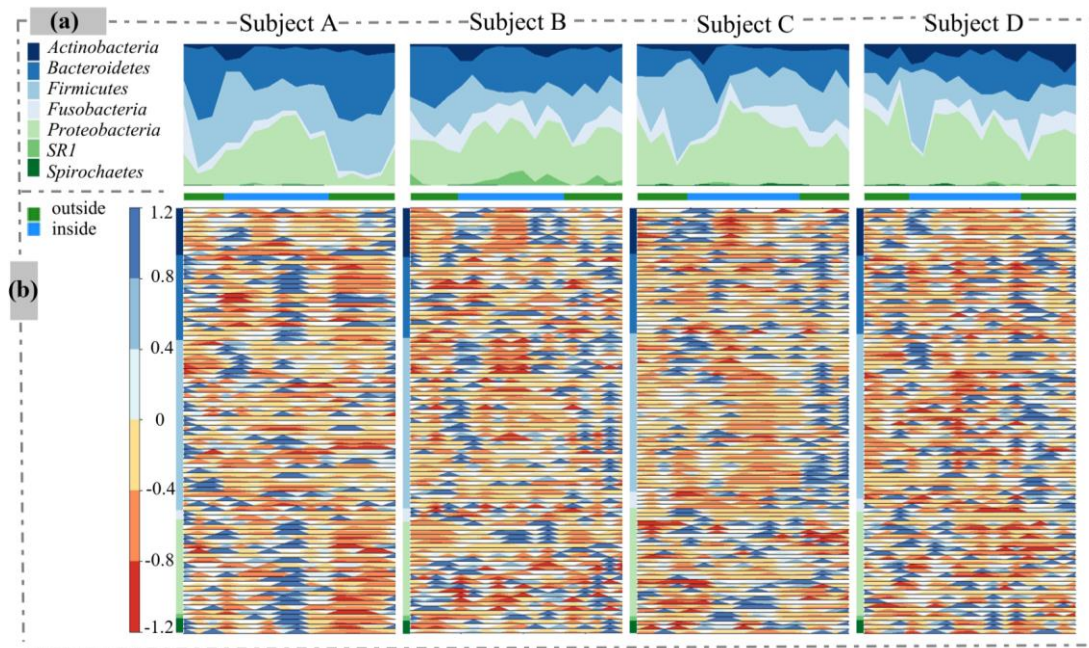 (a)
Subject A
Subject B
Subject C
Subject D
Actinobacteria
Bacteroidetes
Firmicutes
Fusobacteria
Proteobacteria
SR1
Spirochaetes
outside
inside
(b)
1.2
0.8
0.4
0
-0.4
-0.8
-1.2